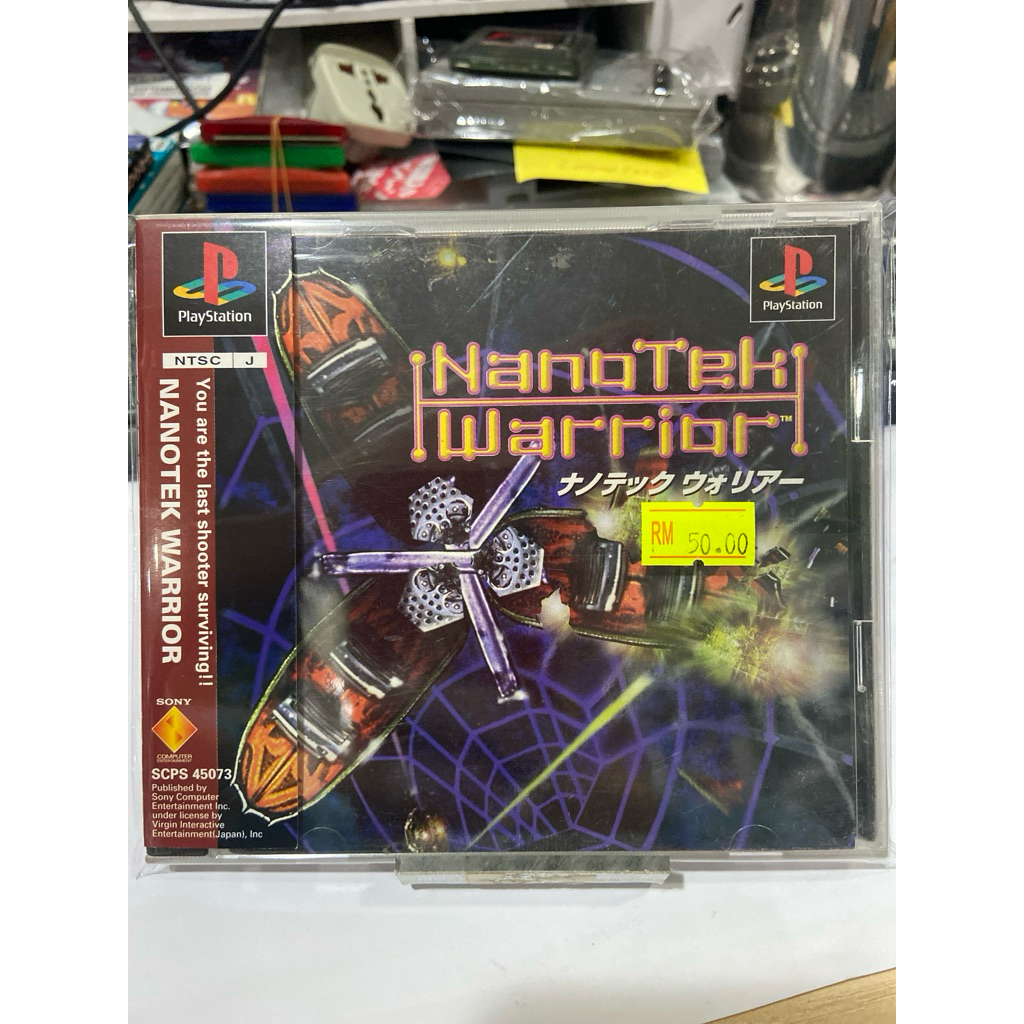 PlayStation
NTSC J
You are the last shooter surviving!!
NANOTEK WARRIOR
SONY
COMPUTER
ENTERTAINMENT
SCPS 45073
Published by
Sony Computer
Entertainment Inc.
under license by
Virgin Interactive
Entertainment(Japan), Inc
PlayStation
NanoTek
Warrior™
ナノテック ウォリアー
RM 50.00